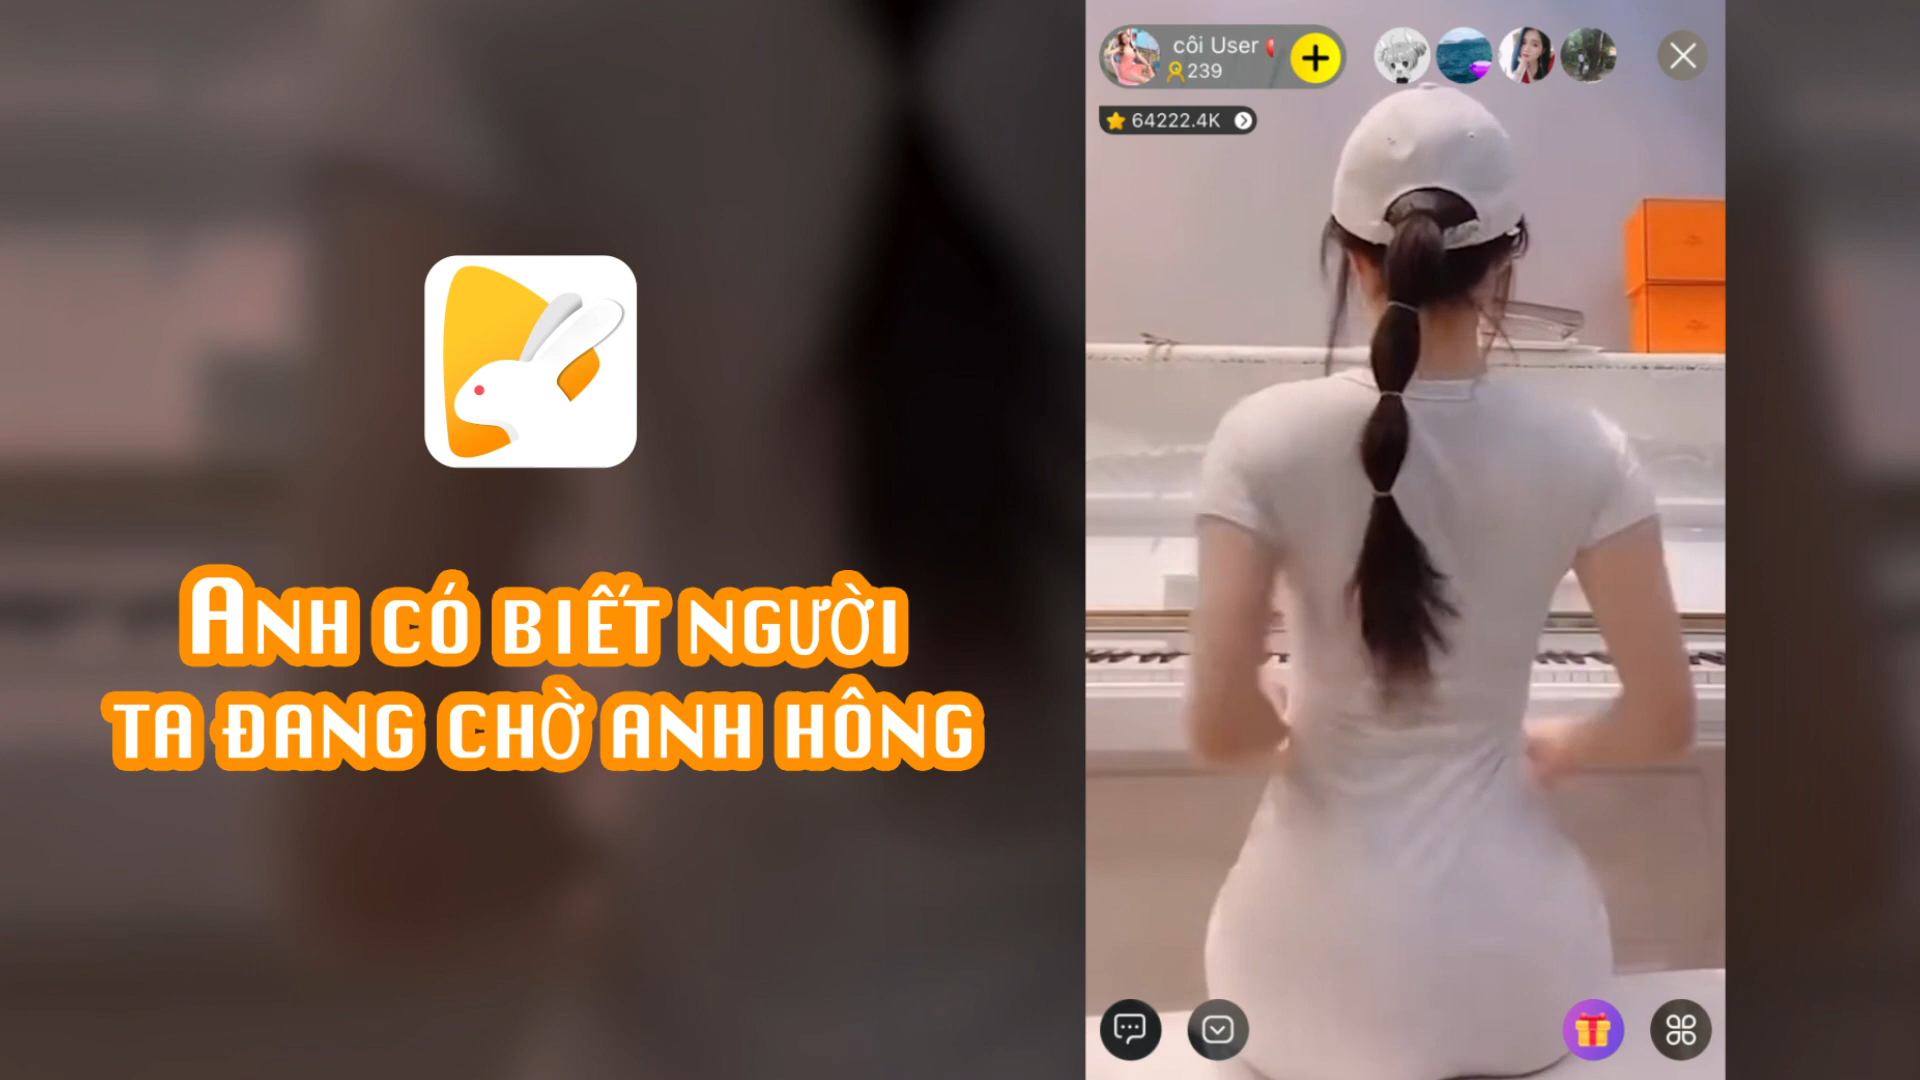 côi User
239
64222.4K
Anh có biết người
ta đang chờ anh hông